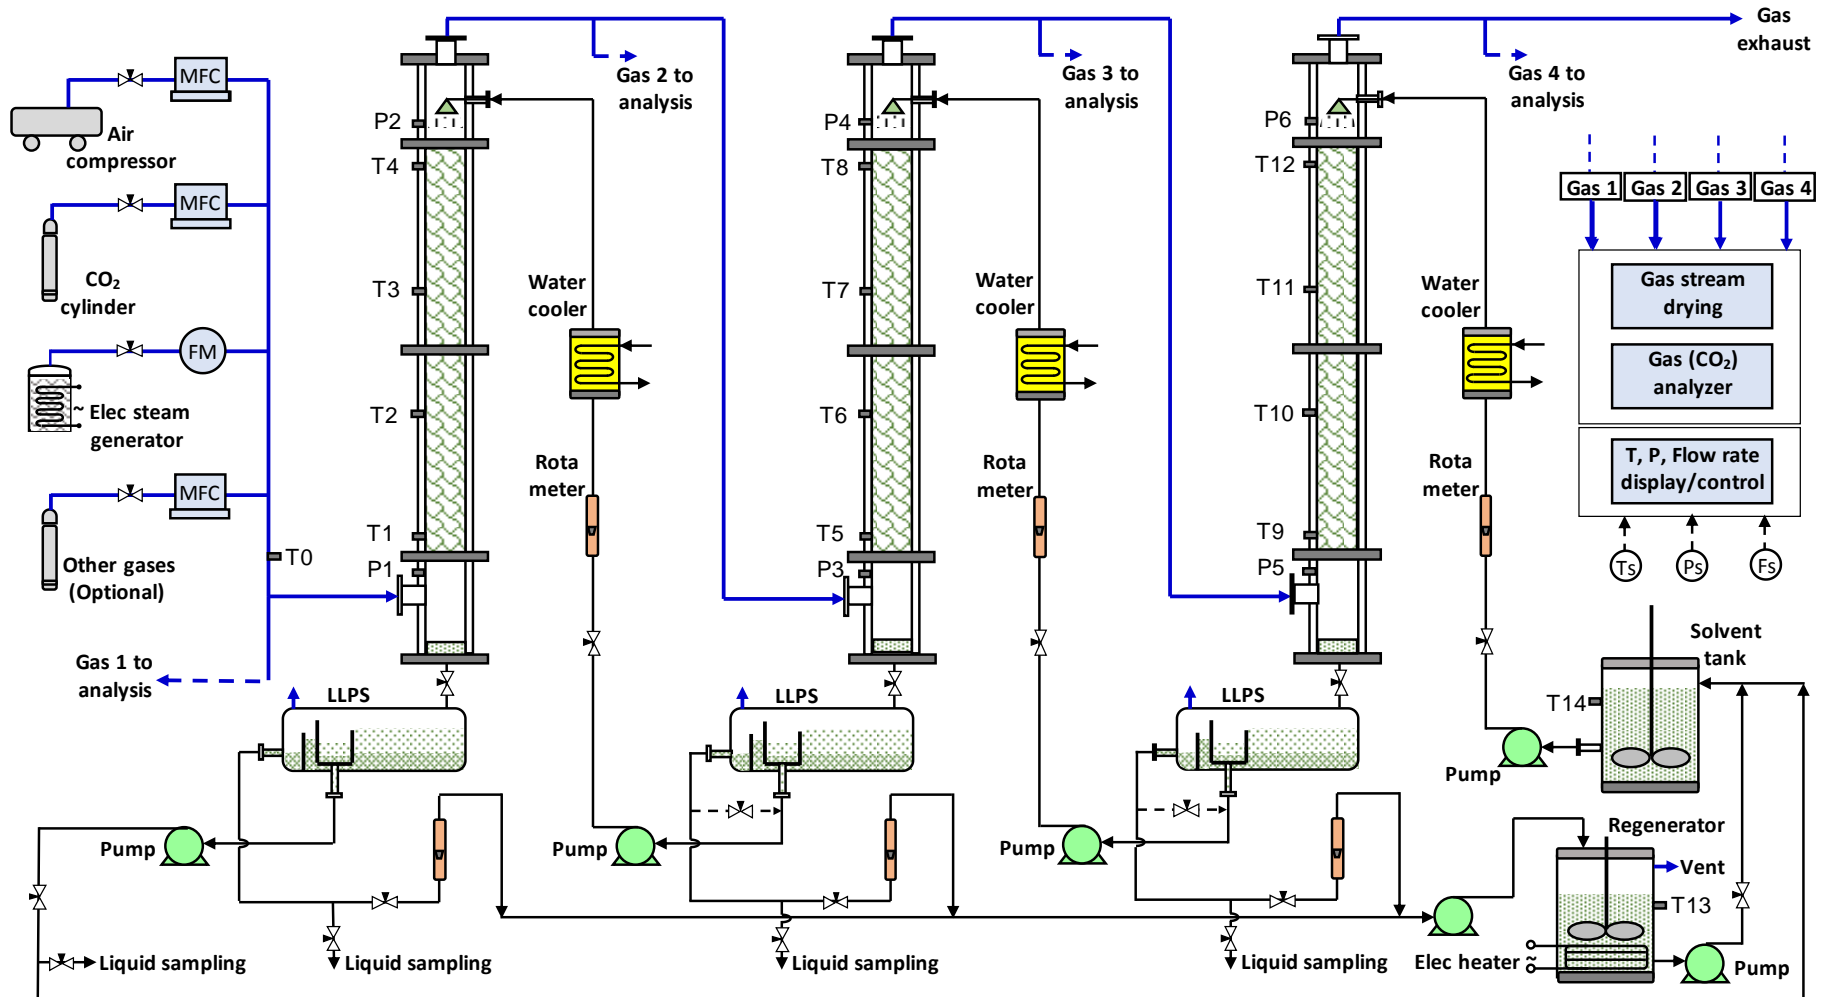 Gas
exhaust
MFC
Air
compressor
MFC
CO₂
cylinder
FM
~ Elec steam
generator
MFC
Other gases
(Optional)
T0
Gas 1 to
analysis
P2
T4
T3
T2
T1
P1
Gas 2 to
analysis
Water
cooler
Rota
meter
LLPS
Pump
Liquid sampling
Liquid sampling
P4
T8
T7
T6
T5
P3
Gas 3 to
analysis
Water
cooler
Rota
meter
LLPS
Pump
Liquid sampling
P6
T12
T11
T10
T9
P5
Gas 4 to
analysis
Water
cooler
Rota
meter
LLPS
Pump
Liquid sampling
Gas 1
Gas 2
Gas 3
Gas 4
Gas stream
drying
Gas (CO₂)
analyzer
T, P, Flow rate
display/control
Ts
Ps
Fs
Solvent
tank
T14
Pump
Regenerator
Vent
T13
Elec heater ~
Pump